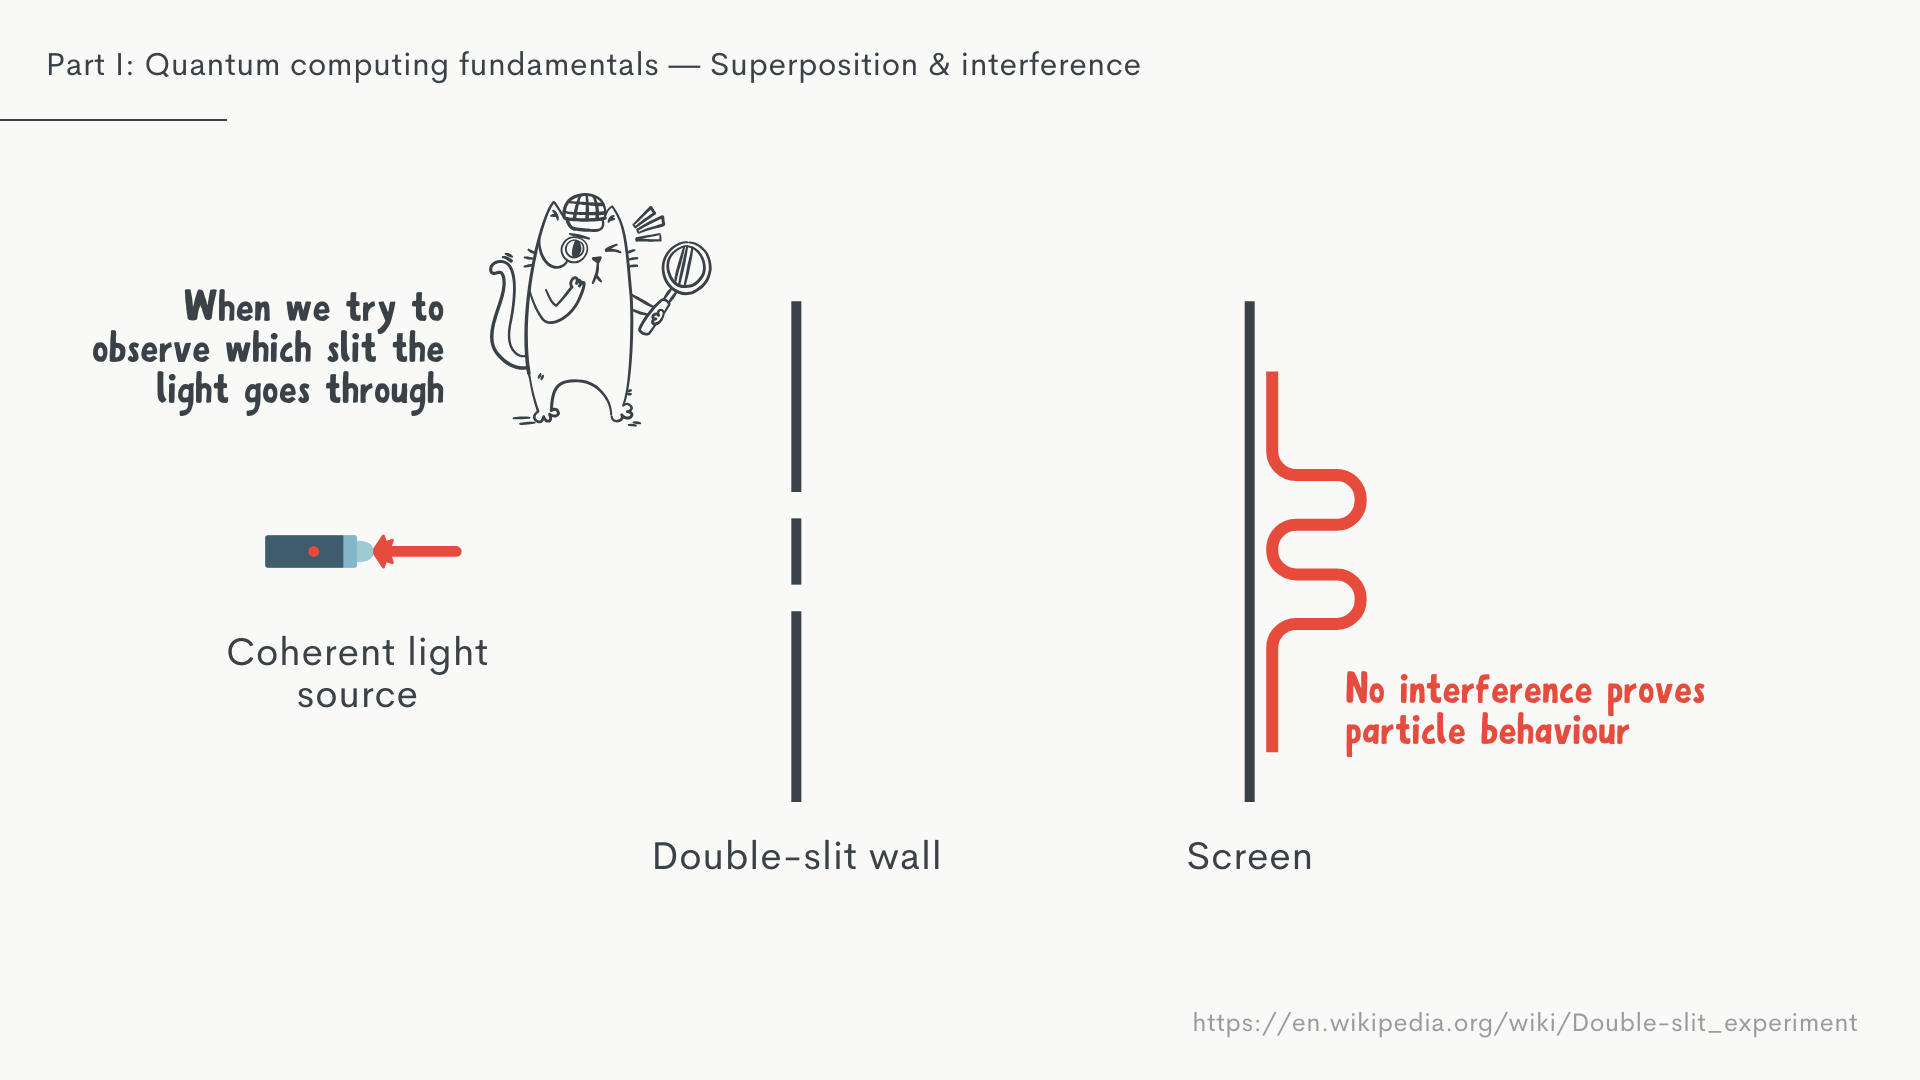 Part I: Quantum computing fundamentals — Superposition & interference
When we try to
observe which slit the
light goes through
Coherent light
source
Double-slit wall
Screen
No interference proves
particle behaviour
https://en.wikipedia.org/wiki/Double-slit_experiment